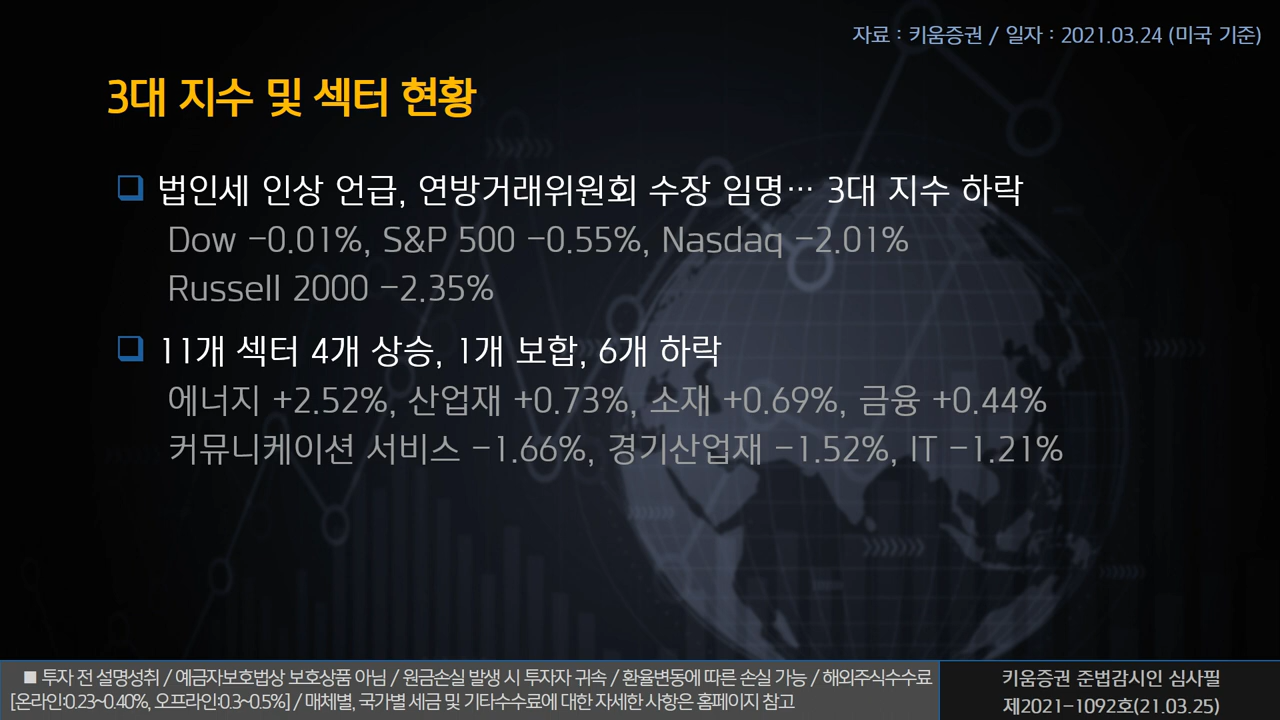 자료 : 키움증권 / 일자 : 2021.03.24 (미국 기준)
3대 지수 및 섹터 현황
❑ 법인세 인상 언급, 연방거래위원회 수장 임명… 3대 지수 하락
Dow -0.01%, S&P 500 -0.55%, Nasdaq -2.01%
Russell 2000 -2.35%
❑ 11개 섹터 4개 상승, 1개 보합, 6개 하락
에너지 +2.52%, 산업재 +0.73%, 소재 +0.69%, 금융 +0.44%
커뮤니케이션 서비스 -1.66%, 경기산업재 -1.52%, IT -1.21%
■ 투자 전 설명성취 / 예금자보호법상 보호상품 아님 / 원금손실 발생 시 투자자 귀속 / 환율변동에 따른 손실 가능 / 해외주식수수료
[온라인:0.23~0.40%, 오프라인:0.3~0.5%] / 매체별, 국가별 세금 및 기타수수료에 대한 자세한 사항은 홈페이지 참고
키움증권 준법감시인 심사필
제2021-1092호(21.03.25)